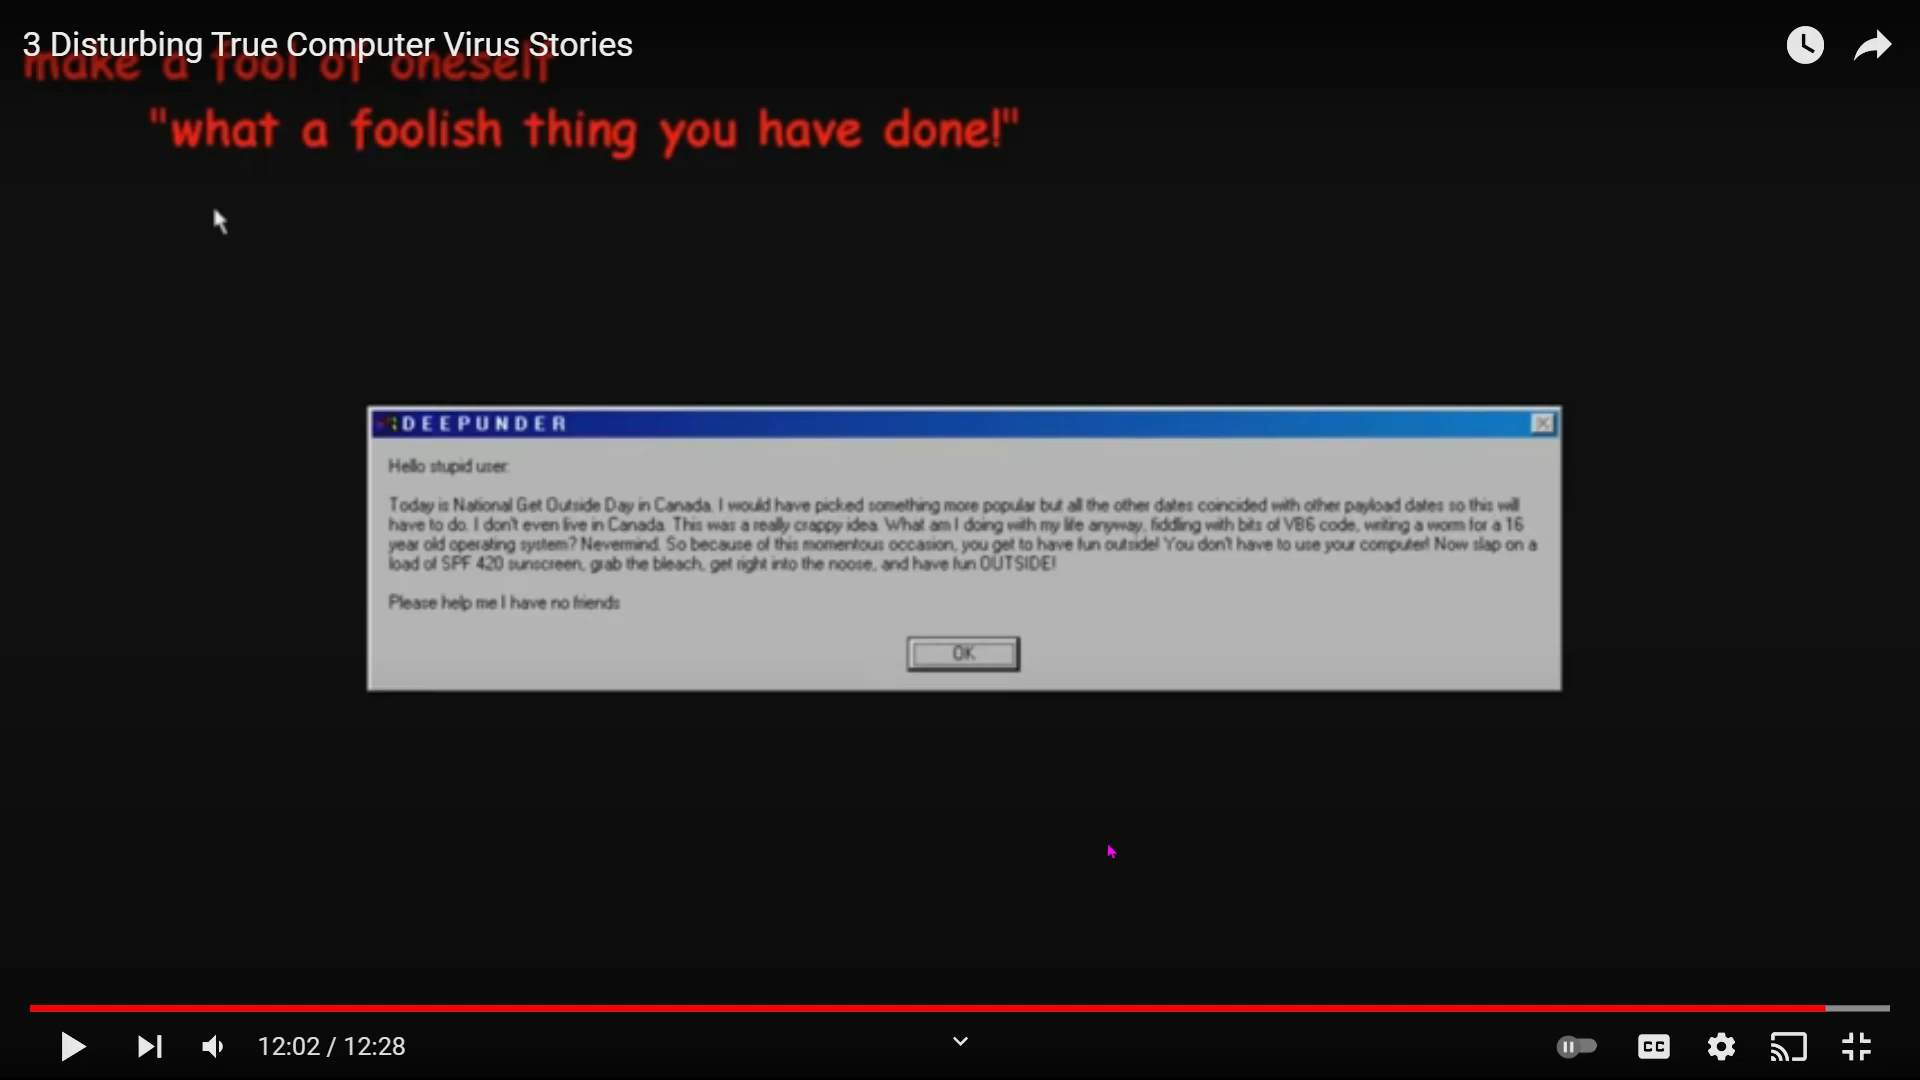 3 Disturbing True Computer Virus Stories
make a fool of oneself
"what a foolish thing you have done!"
DEEPUNDER
Hello stupid user:
Today is National Get Outside Day in Canada. I would have picked something more popular but all the other dates coincided with other payload dates so this will
have to do. I don't even live in Canada. This was a really crappy idea. What am I doing with my life anyway, fiddling with bits of VB6 code, writing a worm for a 16
year old operating system? Nevermind. So because of this momentous occasion, you get to have fun outside! You don't have to use your computer! Now slap on a
load of SPF 420 sunscreen, grab the bleach, get right into the noose, and have fun OUTSIDE!
Please help me I have no friends
OK
12:02 / 12:28
CC